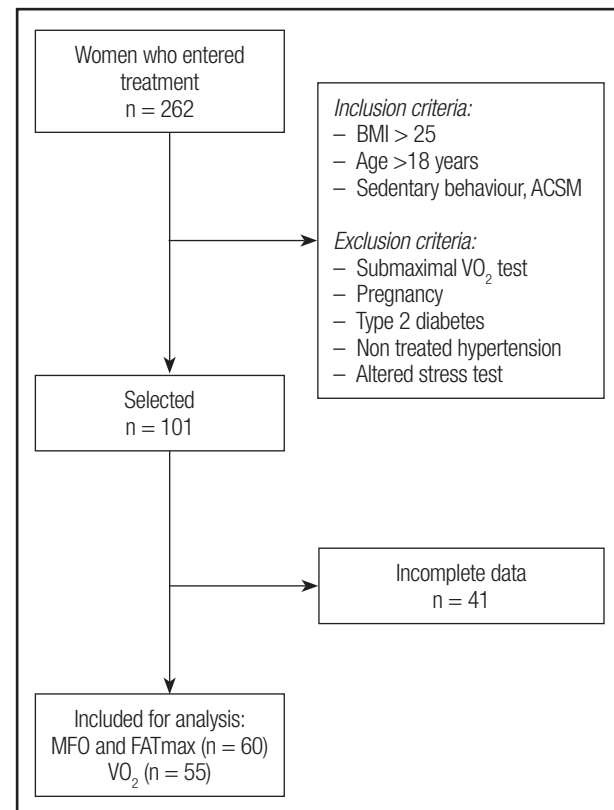 Women who entered
treatment
n = 262
Inclusion criteria:
– BMI > 25
– Age >18 years
– Sedentary behaviour, ACSM
Exclusion criteria:
– Submaximal VO₂ test
– Pregnancy
– Type 2 diabetes
– Non treated hypertension
– Altered stress test
Selected
n = 101
Incomplete data
n = 41
Included for analysis:
MFO and FATmax (n = 60)
VO₂ (n = 55)